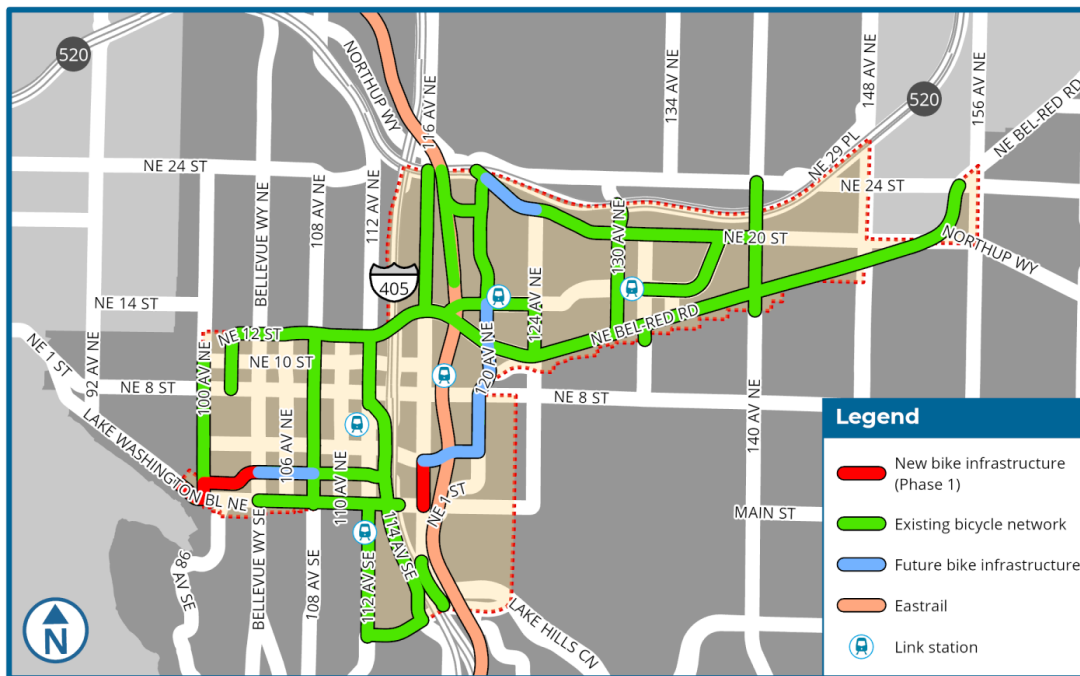 520
NORTHUP WY
116 AV NE
134 AV NE
148 AV NE
520
156 AV NE
NE BEL-RED RD
NE 24 ST
BELLEVUE WY NE
108 AV NE
112 AV NE
NE 29 PL
NE 24 ST
130 AV NE
NE 20 ST
NORTHUP WY
405
NE 14 ST
124 AV NE
NE BEL-RED RD
NE 1 ST
92 AV NE
NE 12 ST
NE 10 ST
100 AV NE
120 AV NE
NE 8 ST
NE 8 ST
106 AV NE
140 AV NE
LAKE WASHINGTON BL NE
110 AV NE
NE 1 ST
MAIN ST
114 AV SE
98 AV SE
BELLEVUE WY SE
108 AV SE
112 AV SE
LAKE HILLS CN
N
Legend
New bike infrastructure
(Phase 1)
Existing bicycle network
Future bike infrastructure
Eastrail
Link station